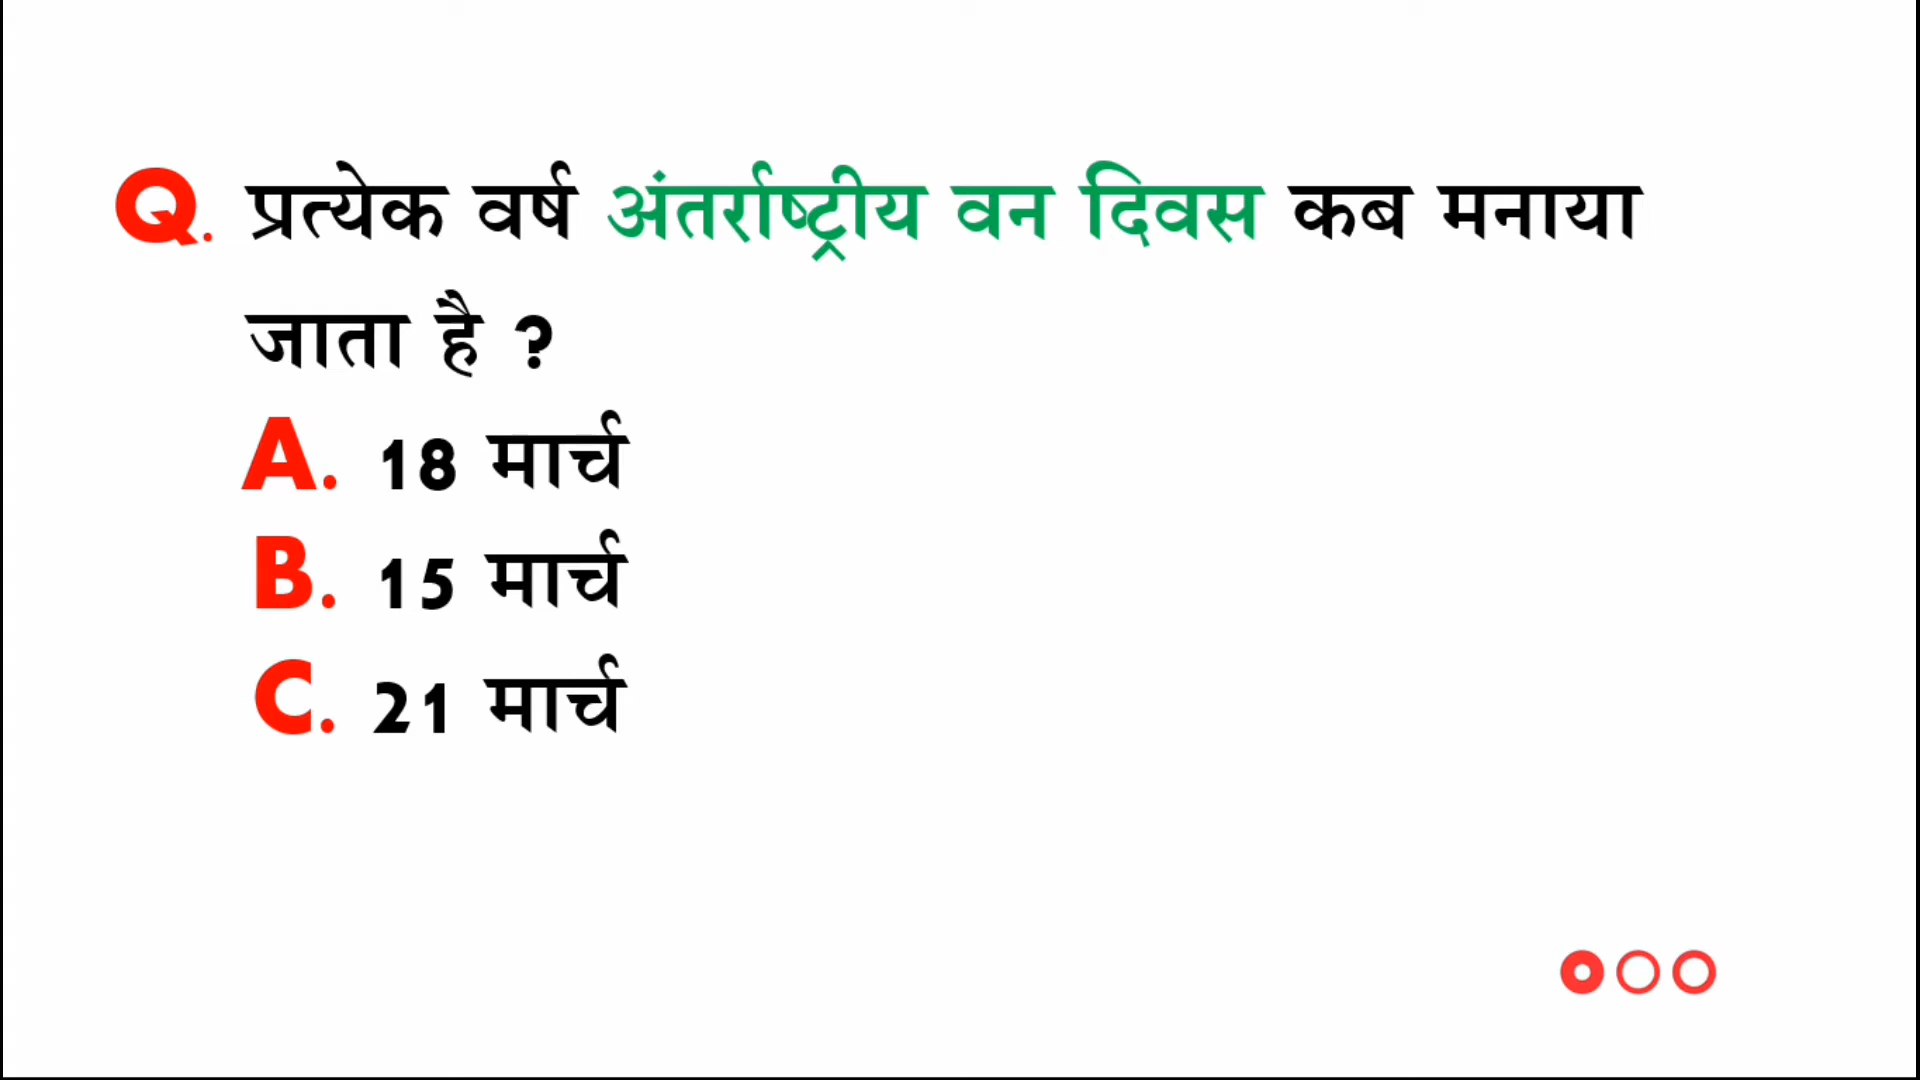 Q. प्रत्येक वर्ष अंतर्राष्ट्रीय वन दिवस कब मनाया
जाता है ?
A. 18 मार्च
B. 15 मार्च
C. 21 मार्च